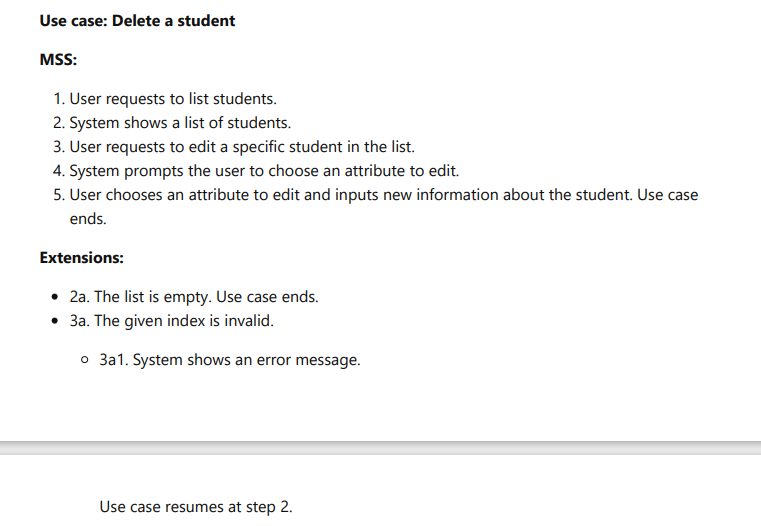 Use case: Delete a student
MSS:
1. User requests to list students.
2. System shows a list of students.
3. User requests to edit a specific student in the list.
4. System prompts the user to choose an attribute to edit.
5. User chooses an attribute to edit and inputs new information about the student. Use case
ends.
Extensions:
• 2a. The list is empty. Use case ends.
• 3a. The given index is invalid.
○ 3a1. System shows an error message.
Use case resumes at step 2.